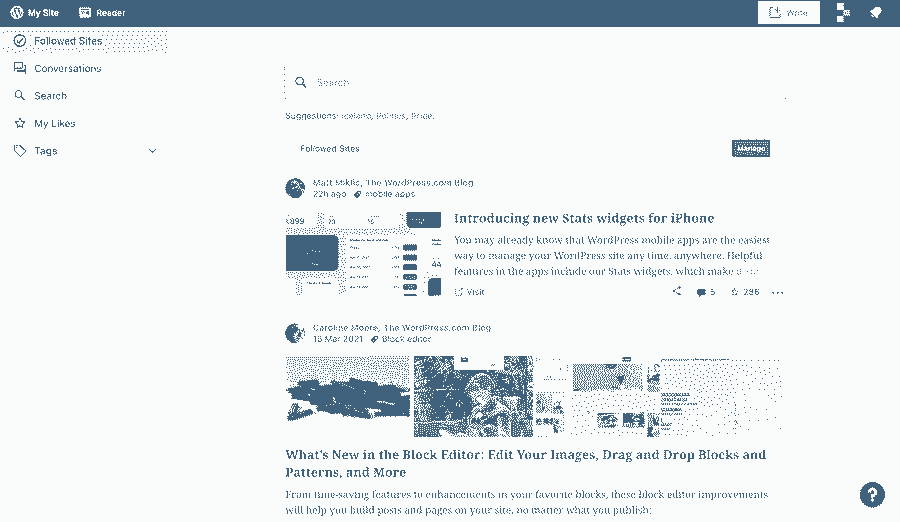 My Site
Reader
Write
Followed Sites
Conversations
Search
My Likes
Tags
Search
Suggestions: Iceland, Politics, Pride,
Followed Sites
Manage
Matt Miklic, The WordPress.com Blog
22h ago mobile apps
899
44
Introducing new Stats widgets for iPhone
You may already know that WordPress mobile apps are the easiest
way to manage your WordPress site any time, anywhere. Helpful
features in the apps include our Stats widgets, which make
Visit
5
286
Caroline Moore, The WordPress.com Blog
16 Mar 2021 Block editor
What's New in the Block Editor: Edit Your Images, Drag and Drop Blocks and
Patterns, and More
From time-saving features to enhancements in your favorite blocks, these block editor improvements
will help you build posts and pages on your site, no matter what you publish!